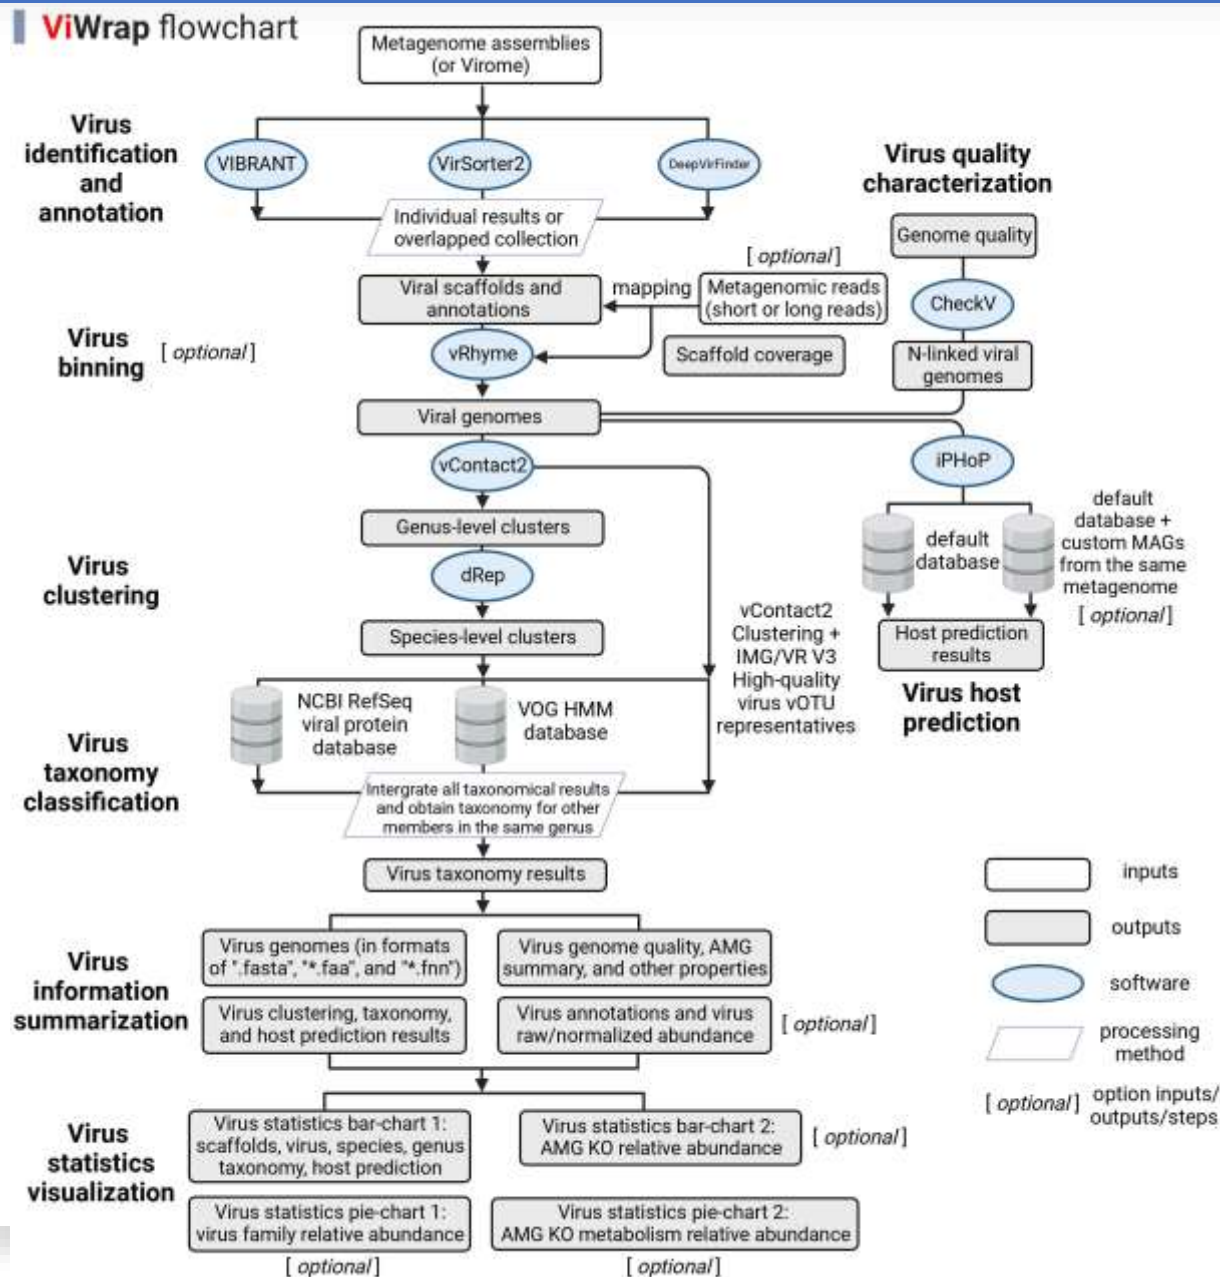 ViWrap flowchart
Metagenome assemblies
(or Virome)
Virus
identification
and
annotation
VIBRANT
VirSorter2
DeepVirFinder
Individual results or
overlapped collection
Virus quality
characterization
Genome quality
CheckV
N-linked viral
genomes
[ optional ]
Metagenomic reads
(short or long reads)
mapping
Viral scaffolds and
annotations
Scaffold coverage
Virus
binning
[ optional ]
vRhyme
Viral genomes
vContact2
iPHoP
default
database
default
database +
custom MAGs
from the same
metagenome
[ optional ]
Host prediction
results
Virus host
prediction
Virus
clustering
Genus-level clusters
dRep
Species-level clusters
vContact2
Clustering +
IMG/VR V3
High-quality
virus vOTU
representatives
Virus
taxonomy
classification
NCBI RefSeq
viral protein
database
VOG HMM
database
Intergrate all taxonomical results
and obtain taxonomy for other
members in the same genus
Virus taxonomy results
Virus
information
summarization
Virus genomes (in formats
of ".fasta", "*.faa", and "*.fnn")
Virus genome quality, AMG
summary, and other properties
Virus clustering, taxonomy,
and host prediction results
Virus annotations and virus
raw/normalized abundance
[ optional ]
Virus
statistics
visualization
Virus statistics bar-chart 1:
scaffolds, virus, species, genus
taxonomy, host prediction
Virus statistics bar-chart 2:
AMG KO relative abundance
[ optional ]
Virus statistics pie-chart 1:
virus family relative abundance
[ optional ]
Virus statistics pie-chart 2:
AMG KO metabolism relative abundance
[ optional ]
inputs
outputs
software
processing
method
[ optional ]
option inputs/
outputs/steps